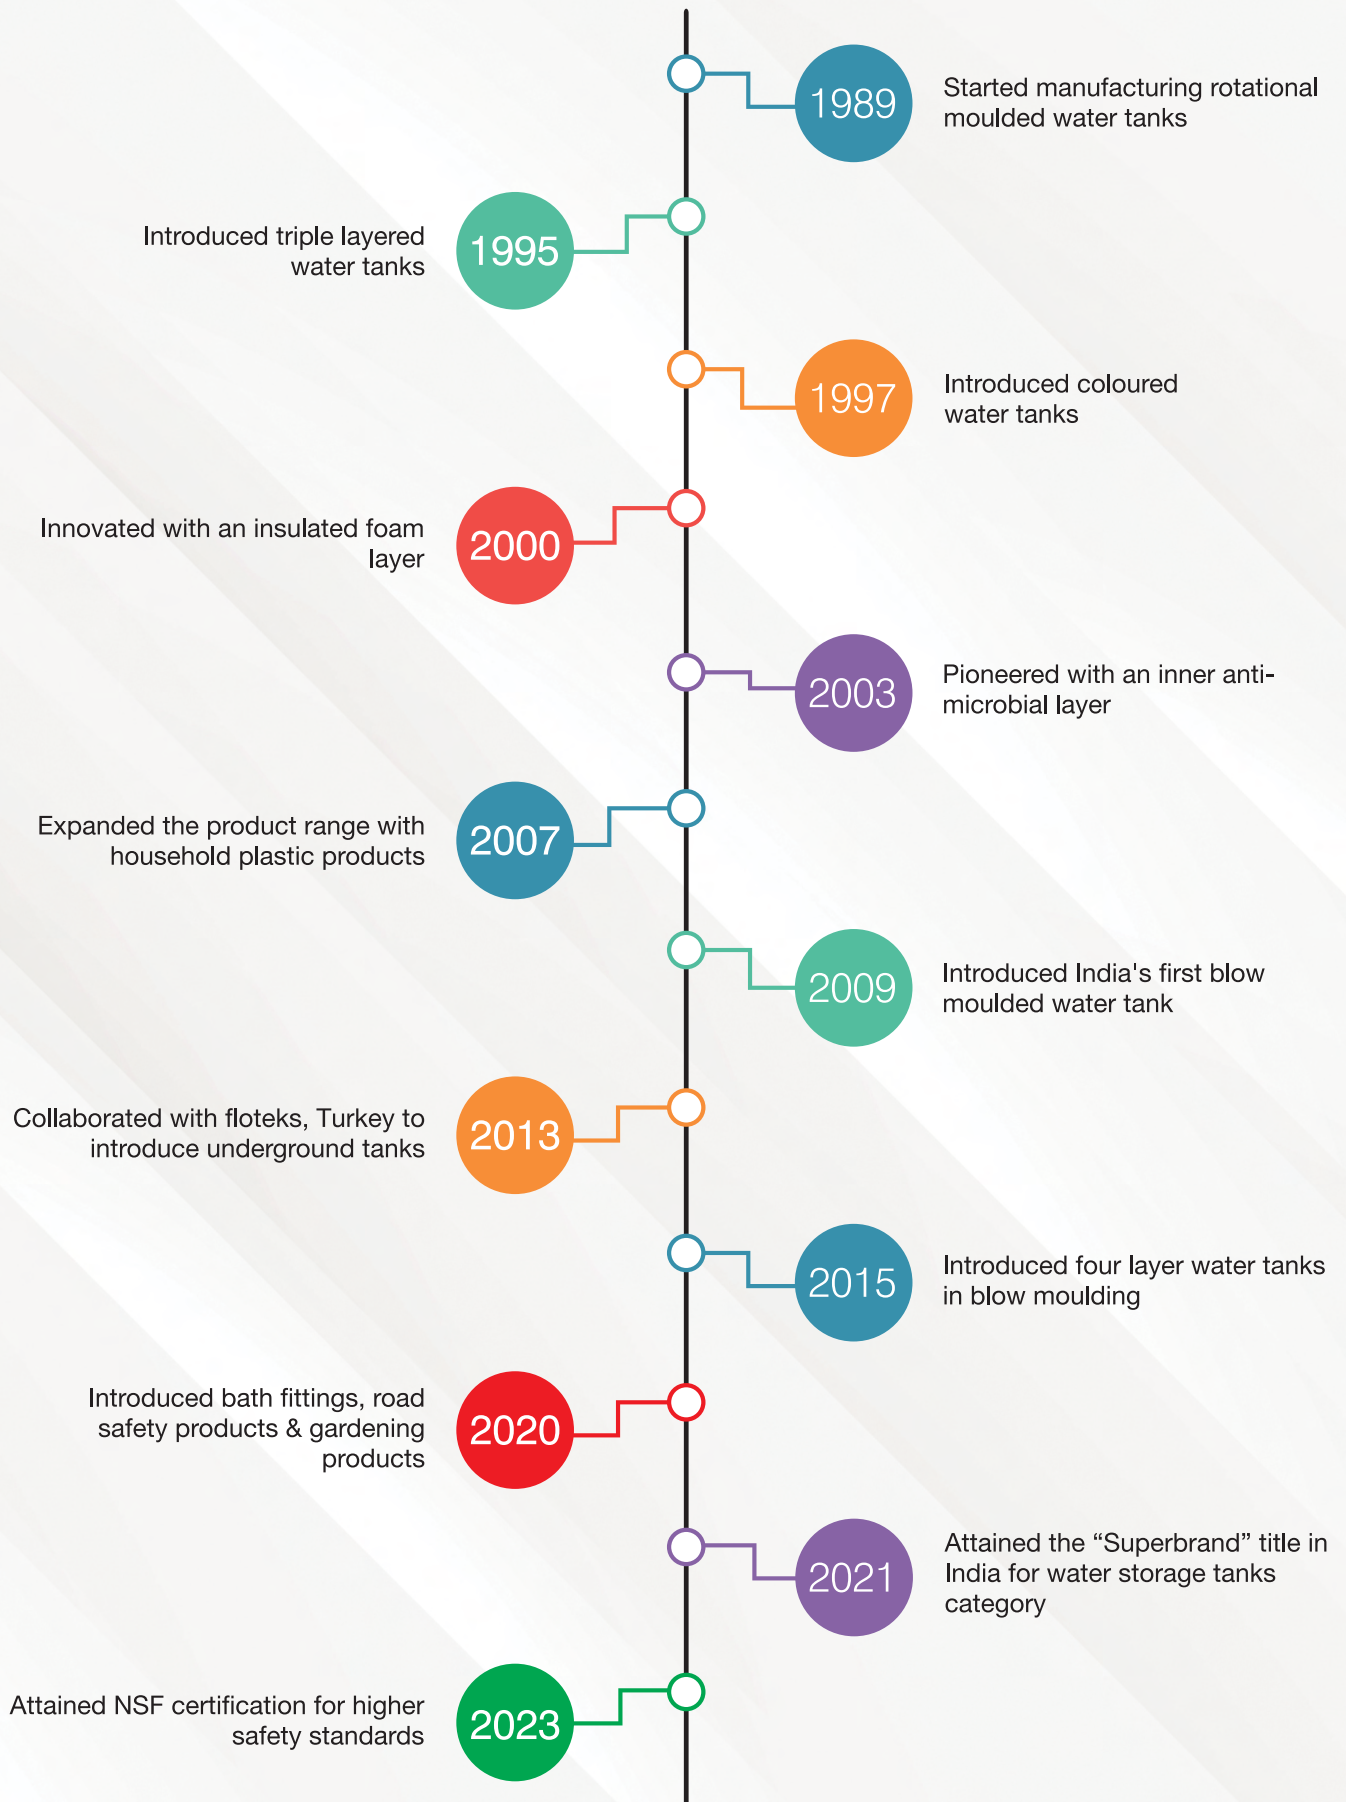 1989
Started manufacturing rotational
moulded water tanks
Introduced triple layered
water tanks
1995
1997
Introduced coloured
water tanks
Innovated with an insulated foam
layer
2000
2003
Pioneered with an inner anti-
microbial layer
Expanded the product range with
household plastic products
2007
2009
Introduced India's first blow
moulded water tank
Collaborated with floteks, Turkey to
introduce underground tanks
2013
2015
Introduced four layer water tanks
in blow moulding
Introduced bath fittings, road
safety products & gardening
products
2020
2021
Attained the “Superbrand” title in
India for water storage tanks
category
Attained NSF certification for higher
safety standards
2023